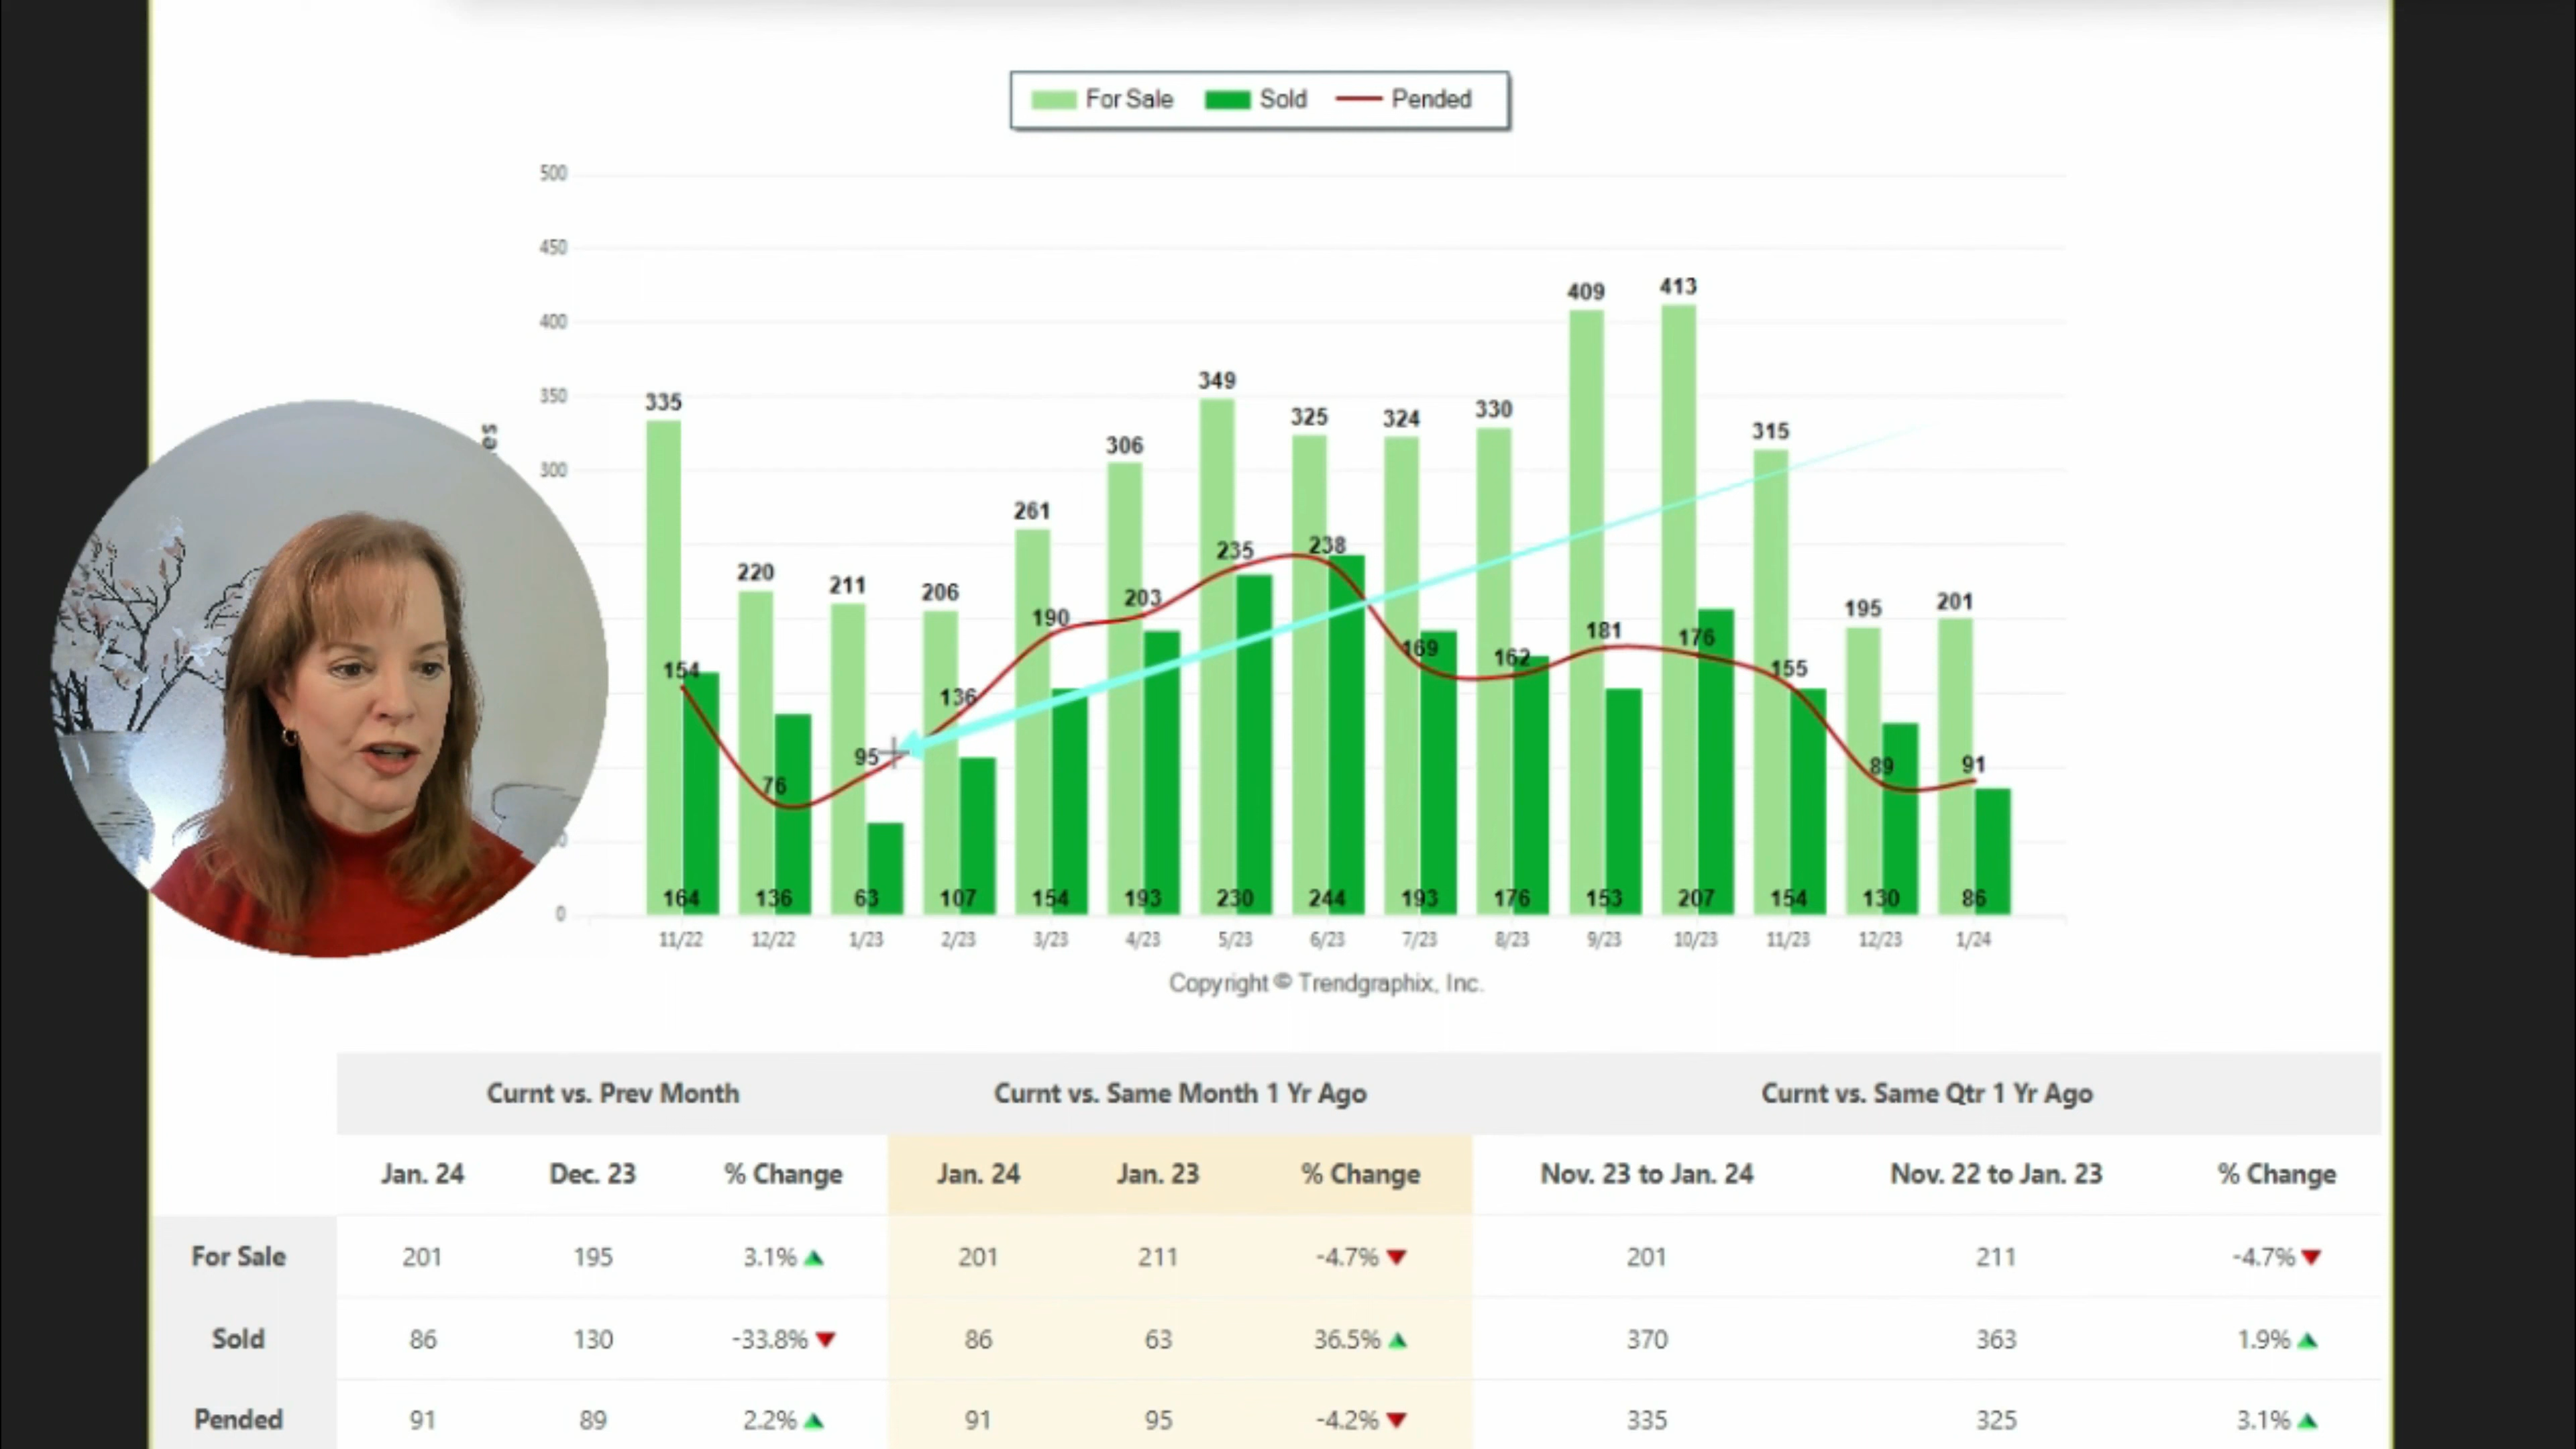 For Sale Sold Pended
500
450
400
350
300
0
es
335 220 211 206 261 306 349 325 324 330 409 413 315 195 201
154 76 95 136 190 203 235 238 169 162 181 176 155 89 91
164 136 63 107 154 193 230 244 193 176 153 207 154 130 86
11/22 12/22 1/23 2/23 3/23 4/23 5/23 6/23 7/23 8/23 9/23 10/23 11/23 12/23 1/24
Copyright © Trendgraphix, Inc.
Curnt vs. Prev Month Curnt vs. Same Month 1 Yr Ago Curnt vs. Same Qtr 1 Yr Ago
Jan. 24 Dec. 23 % Change Jan. 24 Jan. 23 % Change Nov. 23 to Jan. 24 Nov. 22 to Jan. 23 % Change
For Sale 201 195 3.1% 201 211 -4.7% 201 211 -4.7%
Sold 86 130 -33.8% 86 63 36.5% 370 363 1.9%
Pended 91 89 2.2% 91 95 -4.2% 335 325 3.1%